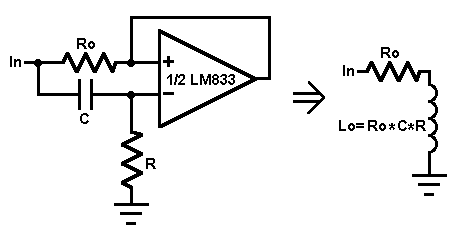 Ro
In
+
1/2 LM833
−
C
R
Ro
In
Lo=Ro*C*R